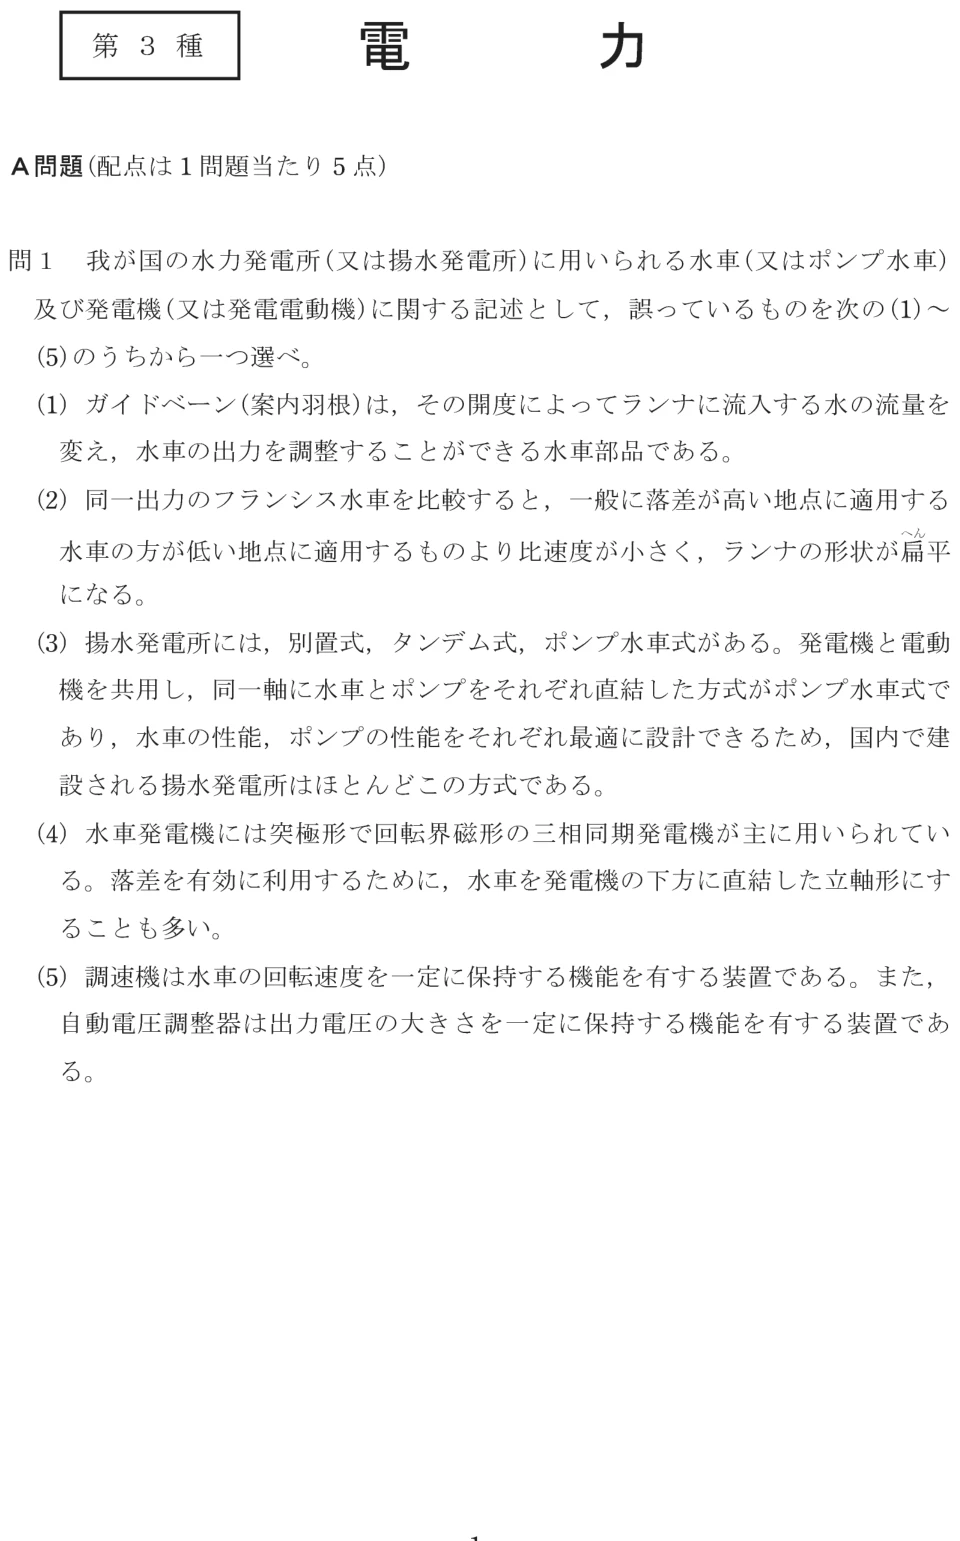 第 3 種
電 力
A問題(配点は1問題当たり5点)
問1 我が国の水力発電所(又は揚水発電所)に用いられる水車(又はポンプ水車)
及び発電機(又は発電電動機)に関する記述として，誤っているものを次の(1)～
(5)のうちから一つ選べ。
(1) ガイドベーン(案内羽根)は，その開度によってランナに流入する水の流量を
変え，水車の出力を調整することができる水車部品である。
(2) 同一出力のフランシス水車を比較すると，一般に落差が高い地点に適用する
へん
水車の方が低い地点に適用するものより比速度が小さく，ランナの形状が扁平
になる。
(3) 揚水発電所には，別置式，タンデム式，ポンプ水車式がある。発電機と電動
機を共用し，同一軸に水車とポンプをそれぞれ直結した方式がポンプ水車式で
あり，水車の性能，ポンプの性能をそれぞれ最適に設計できるため，国内で建
設される揚水発電所はほとんどこの方式である。
(4) 水車発電機には突極形で回転界磁形の三相同期発電機が主に用いられてい
る。落差を有効に利用するために，水車を発電機の下方に直結した立軸形にす
ることも多い。
(5) 調速機は水車の回転速度を一定に保持する機能を有する装置である。また，
自動電圧調整器は出力電圧の大きさを一定に保持する機能を有する装置であ
る。